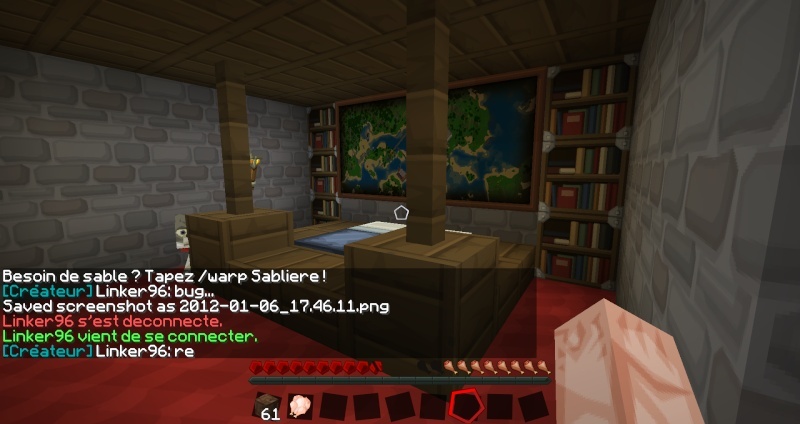 Besoin de sable ? Tapez /warp Sabliere !
[Créateur] Linker96: bug...
Saved screenshot as 2012-01-06_17.46.11.png
Linker96 s'est deconnecte.
Linker96 vient de se connecter.
[Créateur] Linker96: re
61